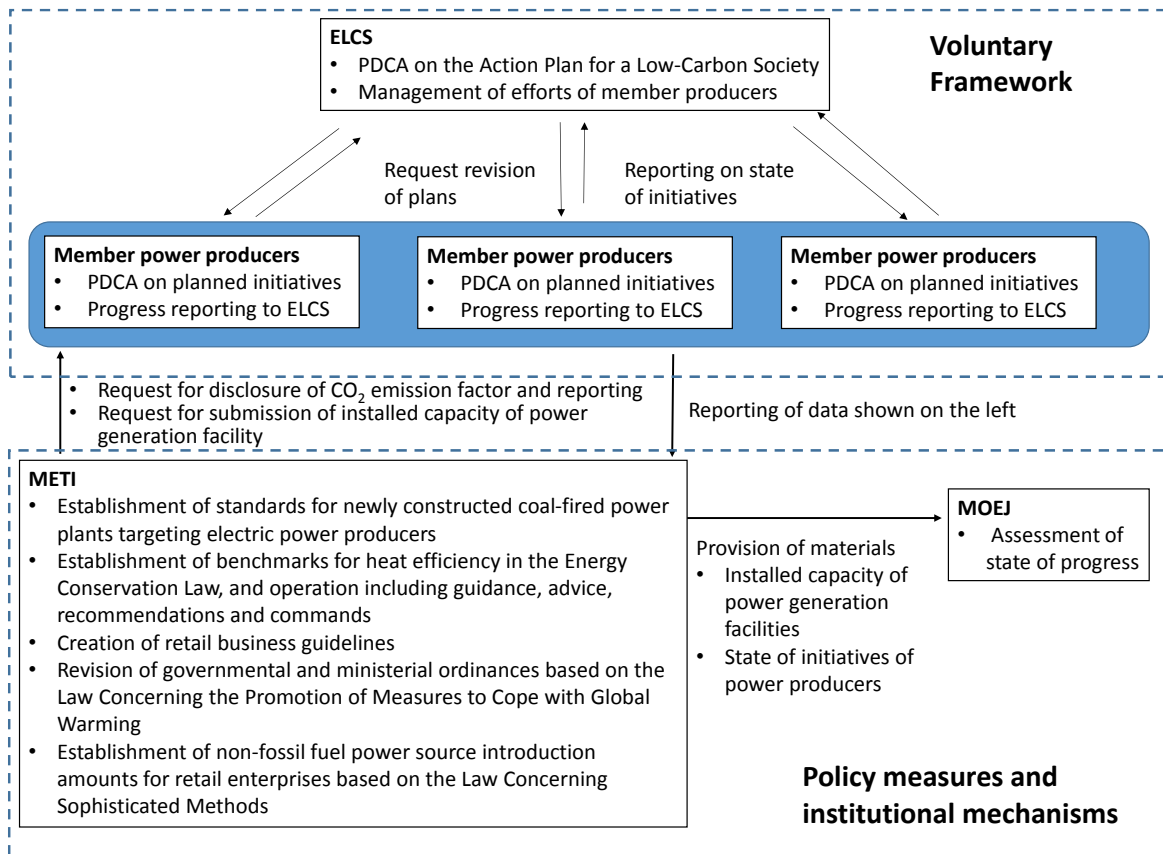 ELCS
• PDCA on the Action Plan for a Low-Carbon Society
• Management of efforts of member producers
Voluntary
Framework
Request revision
of plans
Reporting on state
of initiatives
Member power producers
• PDCA on planned initiatives
• Progress reporting to ELCS
Member power producers
• PDCA on planned initiatives
• Progress reporting to ELCS
Member power producers
• PDCA on planned initiatives
• Progress reporting to ELCS
• Request for disclosure of CO₂ emission factor and reporting
• Request for submission of installed capacity of power
generation facility
Reporting of data shown on the left
METI
• Establishment of standards for newly constructed coal-fired power
plants targeting electric power producers
• Establishment of benchmarks for heat efficiency in the Energy
Conservation Law, and operation including guidance, advice,
recommendations and commands
• Creation of retail business guidelines
• Revision of governmental and ministerial ordinances based on the
Law Concerning the Promotion of Measures to Cope with Global
Warming
• Establishment of non-fossil fuel power source introduction
amounts for retail enterprises based on the Law Concerning
Sophisticated Methods
Provision of materials
• Installed capacity of
power generation
facilities
• State of initiatives of
power producers
MOEJ
• Assessment of
state of progress
Policy measures and
institutional mechanisms